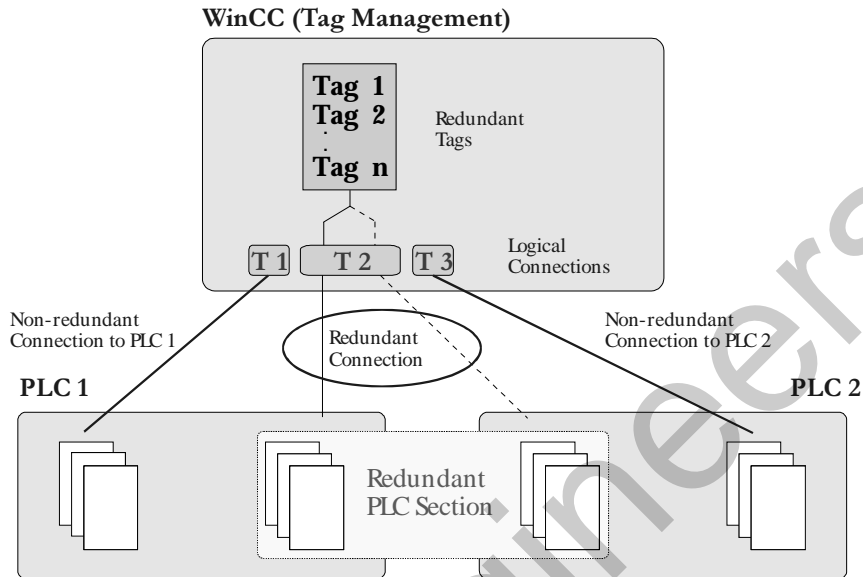 WinCC (Tag Management)
Tag 1
Tag 2
.
.
Tag n
Redundant
Tags
T 1
T 2
T 3
Logical
Connections
Non-redundant
Connection to PLC 1
Redundant
Connection
Non-redundant
Connection to PLC 2
PLC 1
PLC 2
Redundant
PLC Section
gineers